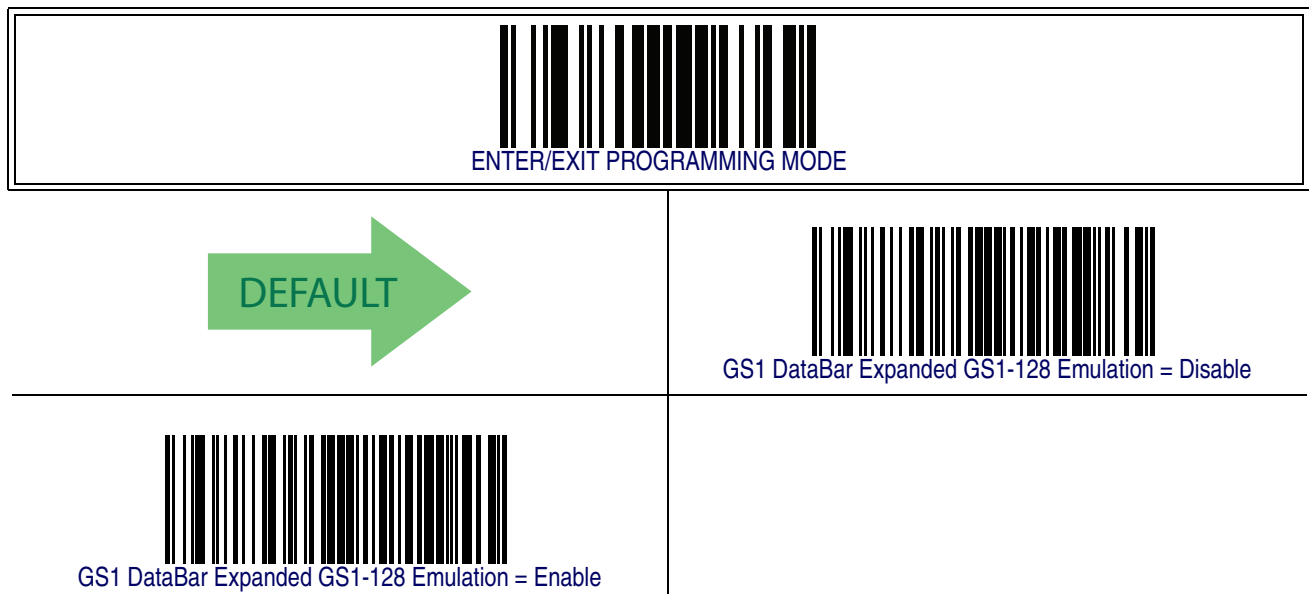 ENTER/EXIT PROGRAMMING MODE
DEFAULT
GS1 DataBar Expanded GS1-128 Emulation = Disable
GS1 DataBar Expanded GS1-128 Emulation = Enable